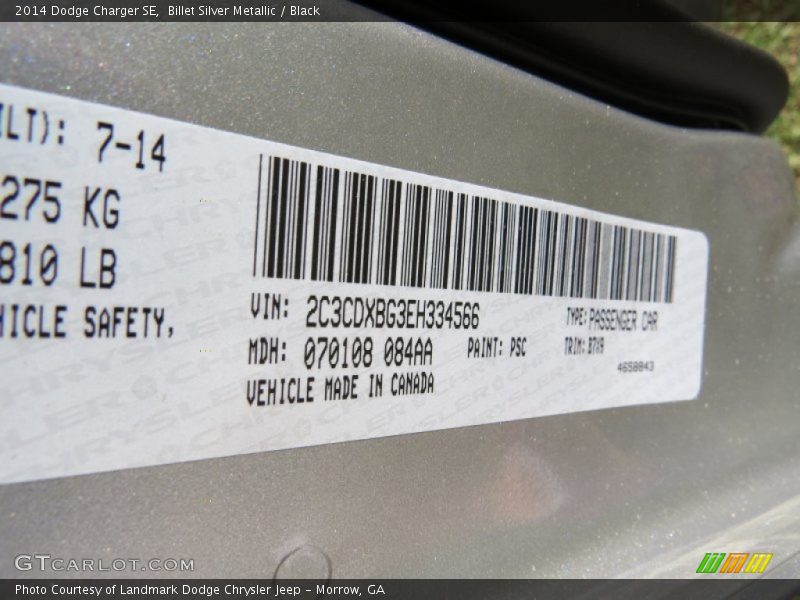 2014 Dodge Charger SE, Billet Silver Metallic / Black
ILT): 7-14
275 KG
810 LB
HICLE SAFETY,
VIN: 2C3CDXBG3EH334566
TYPE: PASSENGER CAR
MDH: 070108 084AA
PAINT: PSC
TRIM: B7X9
VEHICLE MADE IN CANADA
4658843
GTCARLOT.COM
Photo Courtesy of Landmark Dodge Chrysler Jeep – Morrow, GA